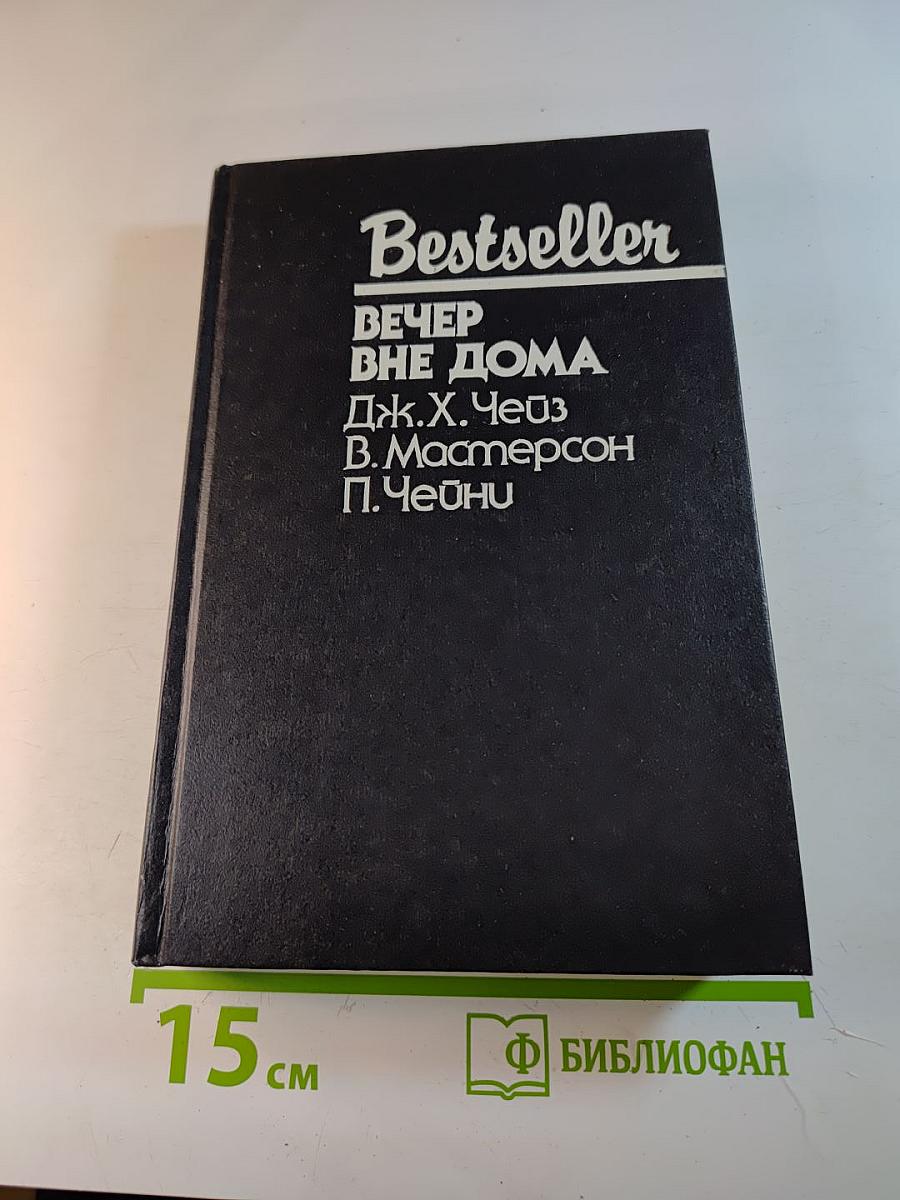 Bestseller
ВЕЧЕР
ВНЕ ДОМА
Дж.Х.Чейз
В.Мастерсон
П.Чейни
15 см
Ф БИБЛИОФАН